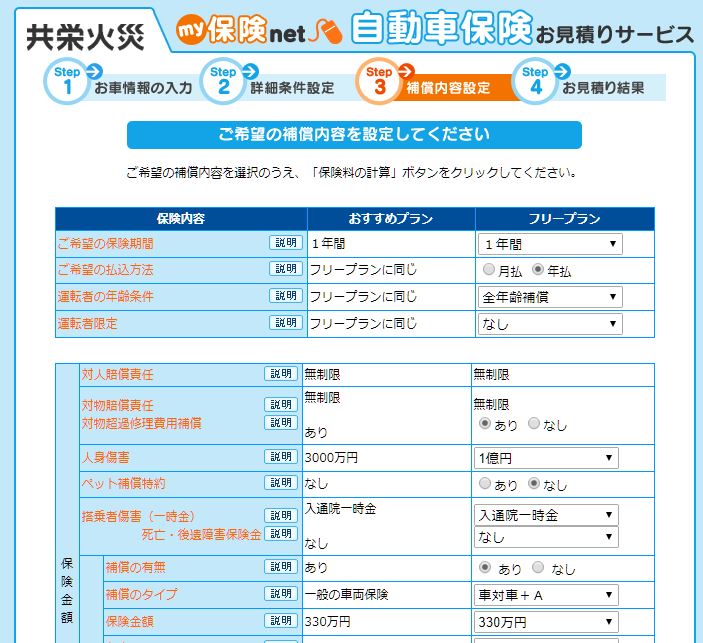 共栄火災 my保険net 自動車保険お見積りサービス
Step 1 お車情報の入力 Step 2 詳細条件設定 Step 3 補償内容設定 Step 4 お見積り結果
ご希望の補償内容を設定してください
ご希望の補償内容を選択のうえ、「保険料の計算」ボタンをクリックしてください。
保険内容 おすすめプラン フリープラン
ご希望の保険期間 説明 1年間 1年間
ご希望の払込方法 説明 フリープランに同じ 月払 年払
運転者の年齢条件 説明 フリープランに同じ 全年齢補償
運転者限定 説明 フリープランに同じ なし
対人賠償責任 説明 無制限 無制限
対物賠償責任 説明 無制限 無制限
対物超過修理費用補償 説明 あり あり なし
人身傷害 説明 3000万円 1億円
ペット補償特約 説明 なし あり なし
搭乗者傷害（一時金） 説明 入通院一時金 入通院一時金
死亡・後遺障害保険金 説明 なし なし
保険金額
補償の有無 説明 あり あり なし
補償のタイプ 説明 一般の車両保険 車対車＋A
保険金額 説明 330万円 330万円